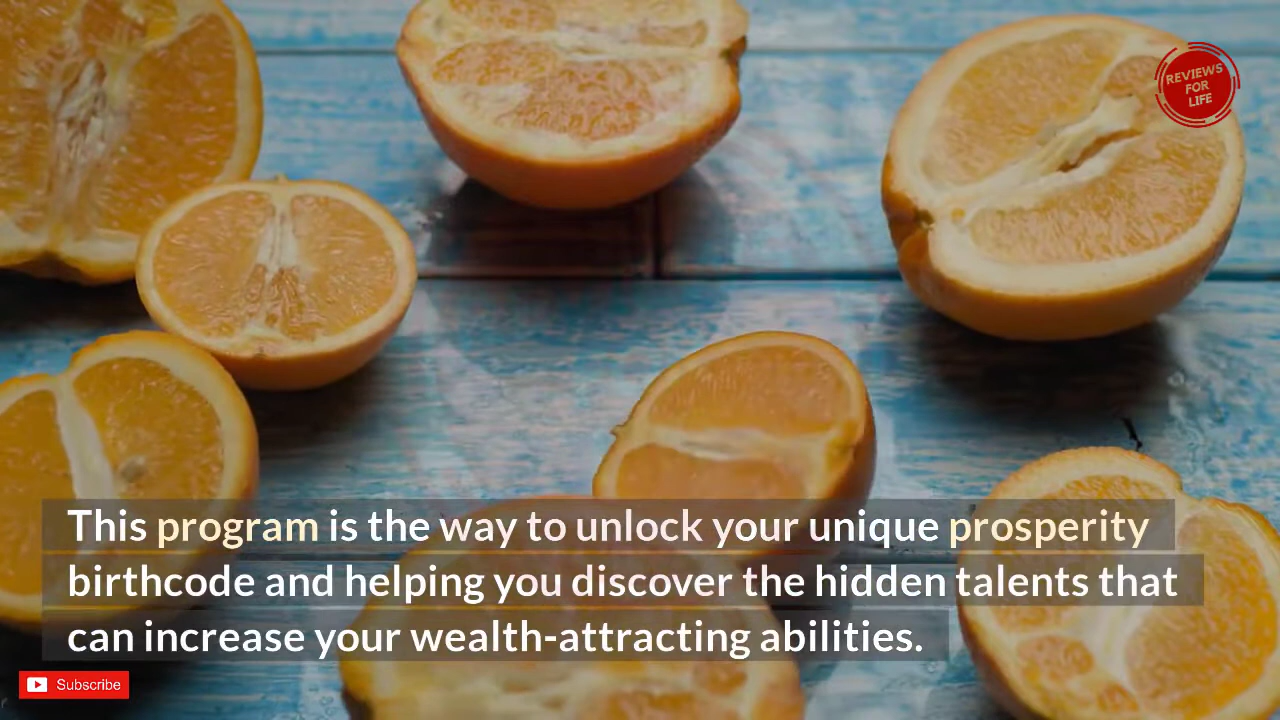 REVIEWS
FOR
LIFE
This program is the way to unlock your unique prosperity
birthcode and helping you discover the hidden talents that
can increase your wealth-attracting abilities.
Subscribe